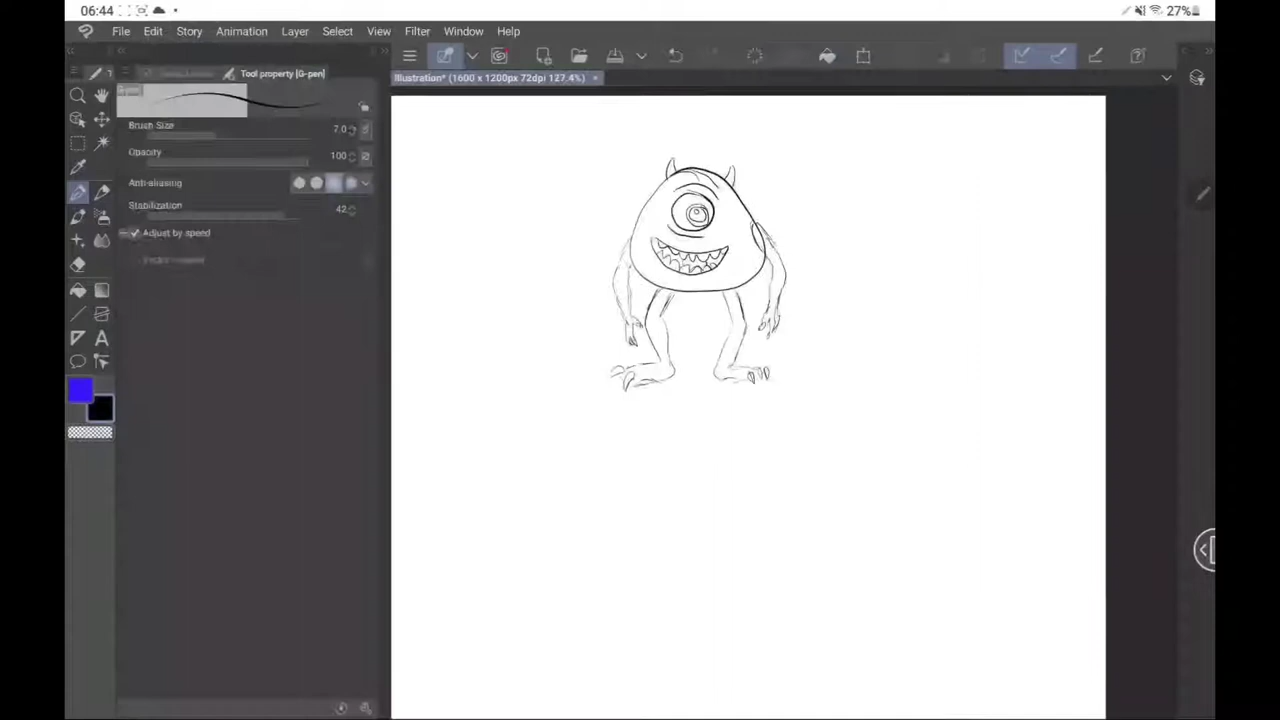 06:44
27%
File Edit Story Animation Layer Select View Filter Window Help
Tool property [G-pen]
Illustration* (1600 x 1200px 72dpi 127.4%)
Brush Size 7.0
Opacity 100
Anti-aliasing
Stabilization 42
Adjust by speed